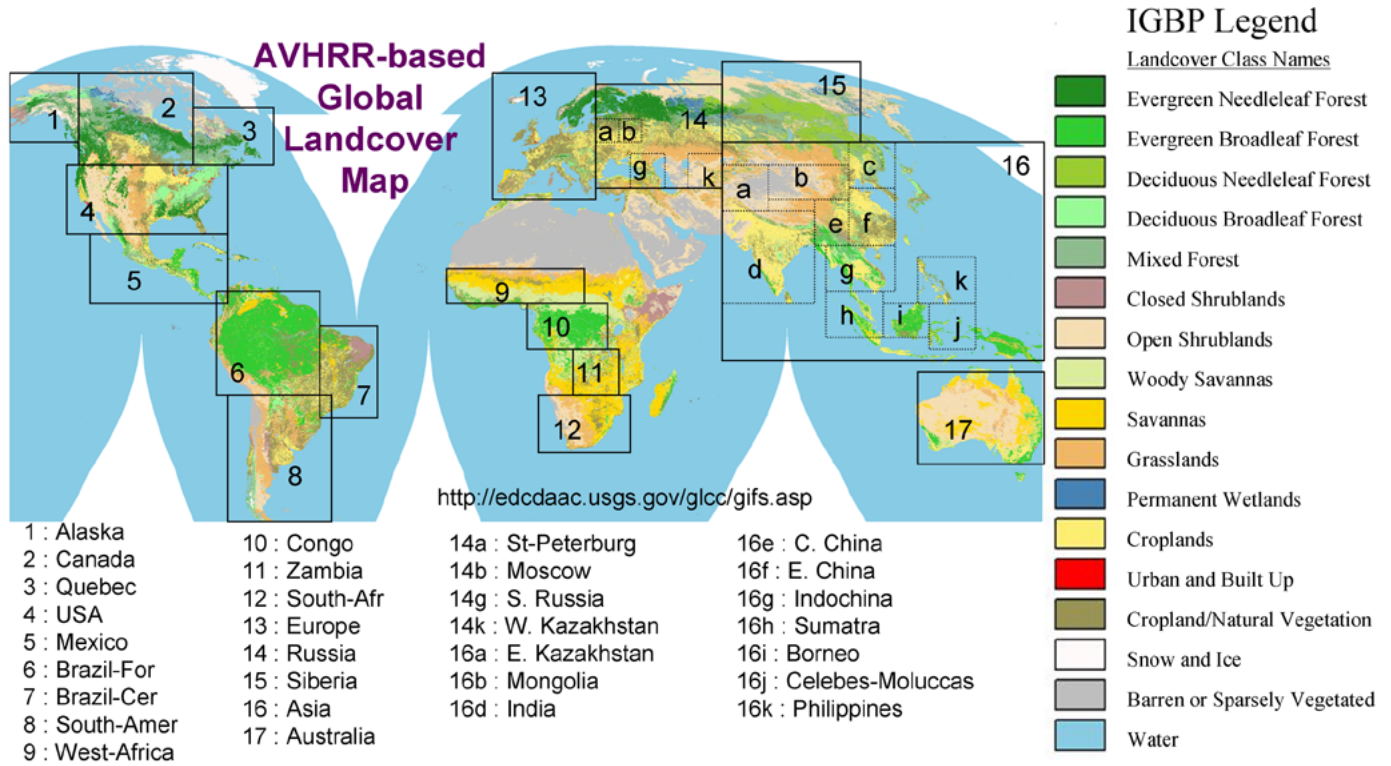 AVHRR-based
Global
Landcover
Map
1
2
3
4
5
6
7
8
9
10
11
12
13
14
a
b
g
k
15
16
a
b
c
d
e
f
g
h
i
j
k
17
http://edcdaac.usgs.gov/glcc/gifs.asp
1 : Alaska
2 : Canada
3 : Quebec
4 : USA
5 : Mexico
6 : Brazil-For
7 : Brazil-Cer
8 : South-Amer
9 : West-Africa
10 : Congo
11 : Zambia
12 : South-Afr
13 : Europe
14 : Russia
15 : Siberia
16 : Asia
17 : Australia
14a : St-Peterburg
14b : Moscow
14g : S. Russia
14k : W. Kazakhstan
16a : E. Kazakhstan
16b : Mongolia
16d : India
16e : C. China
16f : E. China
16g : Indochina
16h : Sumatra
16i : Borneo
16j : Celebes-Moluccas
16k : Philippines
IGBP Legend
Landcover Class Names
Evergreen Needleleaf Forest
Evergreen Broadleaf Forest
Deciduous Needleleaf Forest
Deciduous Broadleaf Forest
Mixed Forest
Closed Shrublands
Open Shrublands
Woody Savannas
Savannas
Grasslands
Permanent Wetlands
Croplands
Urban and Built Up
Cropland/Natural Vegetation
Snow and Ice
Barren or Sparsely Vegetated
Water